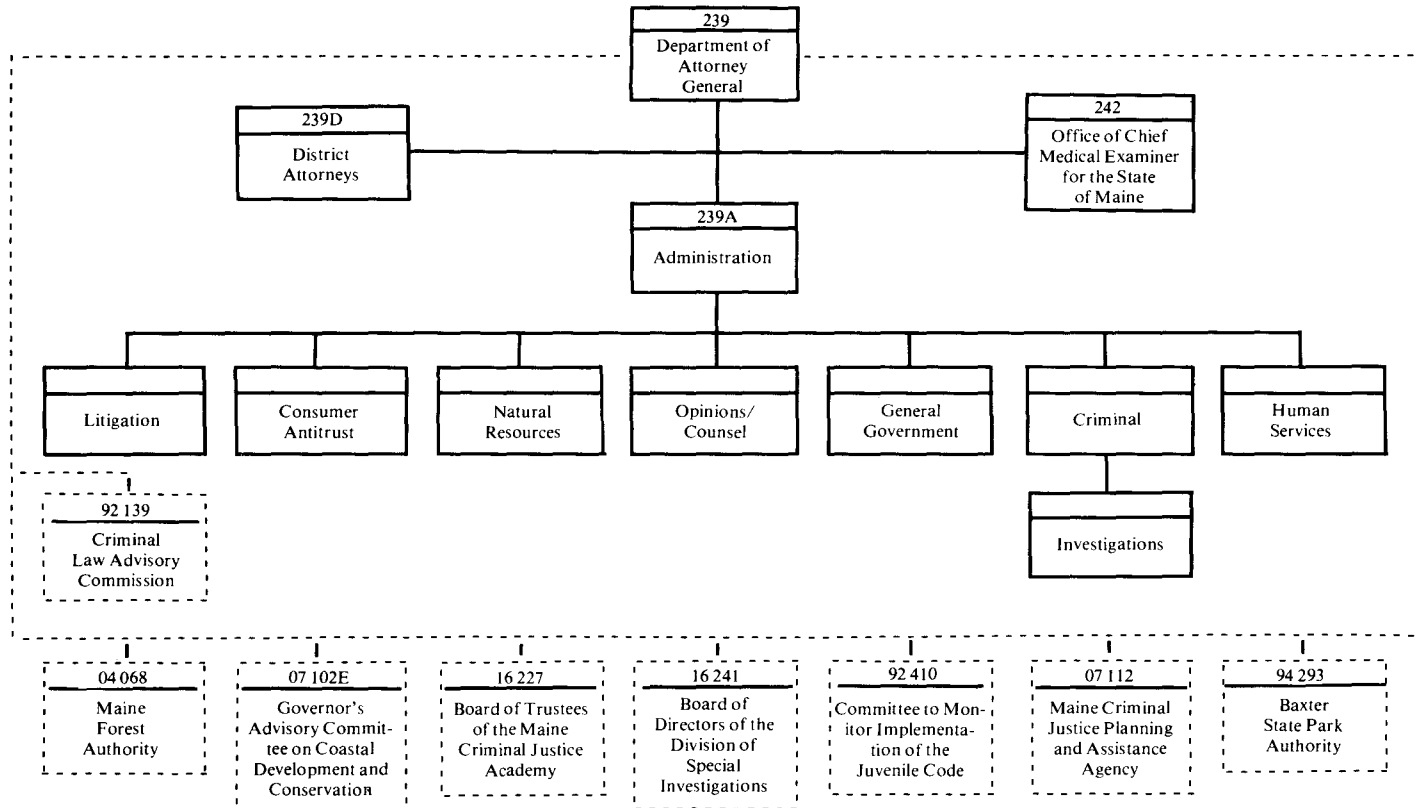 239
Department of
Attorney
General
239D
District
Attorneys
242
Office of Chief
Medical Examiner
for the State
of Maine
239A
Administration
Litigation
Consumer
Antitrust
Natural
Resources
Opinions/
Counsel
General
Government
Criminal
Human
Services
92 139
Criminal
Law Advisory
Commission
Investigations
04 068
Maine
Forest
Authority
07 102E
Governor's
Advisory Commit-
tee on Coastal
Development and
Conservation
16 227
Board of Trustees
of the Maine
Criminal Justice
Academy
16 241
Board of
Directors of the
Division of
Special
Investigations
92 410
Committee to Mon-
itor Implementa-
tion of the
Juvenile Code
07 112
Maine Criminal
Justice Planning
and Assistance
Agency
94 293
Baxter
State Park
Authority